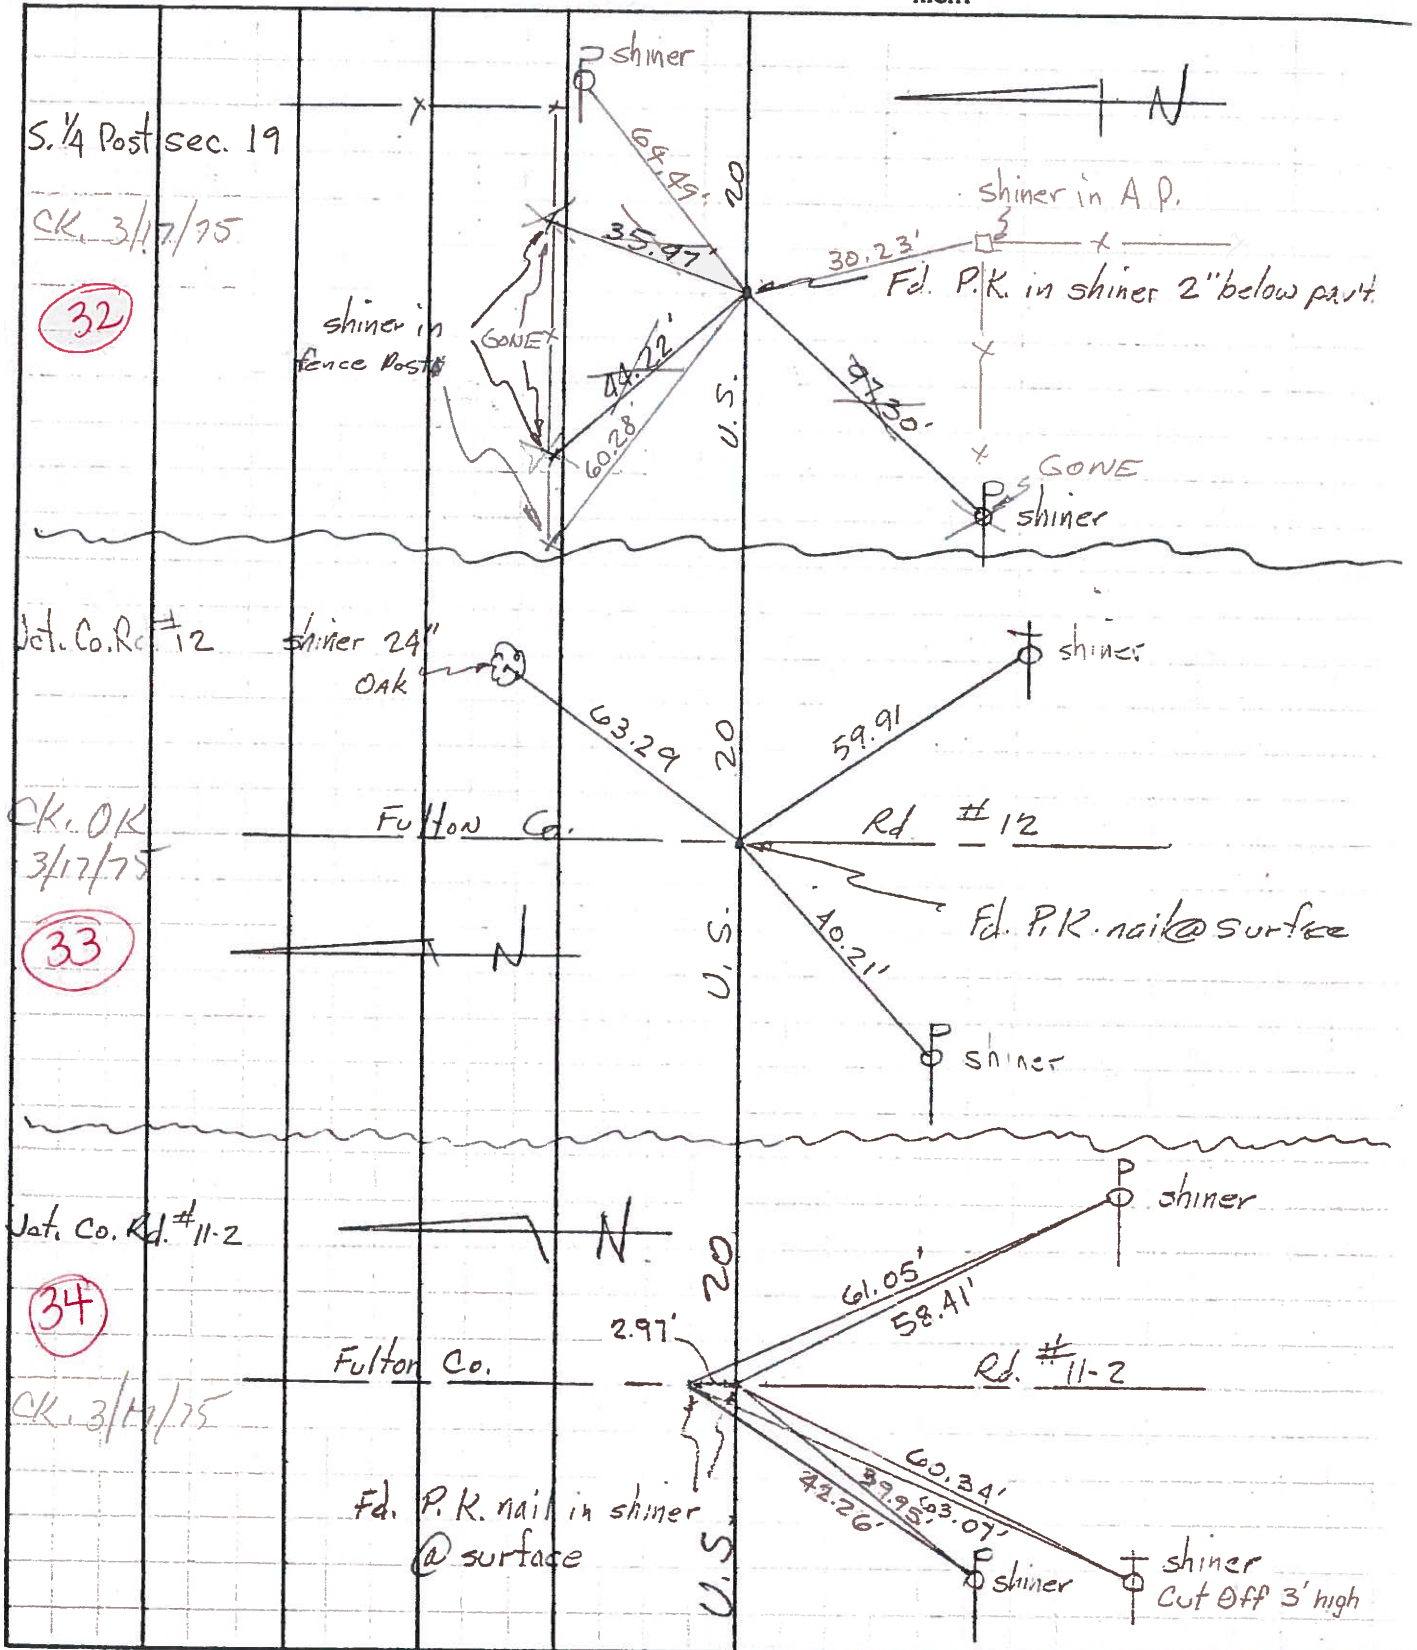 shiner
N
S. 1/4 Post sec. 19
64.49'
20
CK. 3/17/75
shiner in A.P.
35.97'
30.23'
Fd. P.K. in shiner 2" below pav't.
32
shiner in
fence Posts
GONE
44.22'
60.28'
U.S.
97.30'
GONE
P
shiner
Jct. Co. Rd #12
shiner 24"
OAK
shiner
63.29
20
59.91
CK. OK
3/17/75
Fulton Co.
Rd #12
33
N
U.S.
40.21'
Fd. P.K. nail @ surface
P
shiner
P
shiner
Jct. Co. Rd. #11-2
N
20
61.05'
58.41'
34
2.97'
Fulton Co.
Rd. #11-2
CK. 3/17/75
60.34'
39.95'
63.07'
42.26'
Fd. P.K. nail in shiner
@ surface
U.S.
P
shiner
shiner
Cut Off 3' high